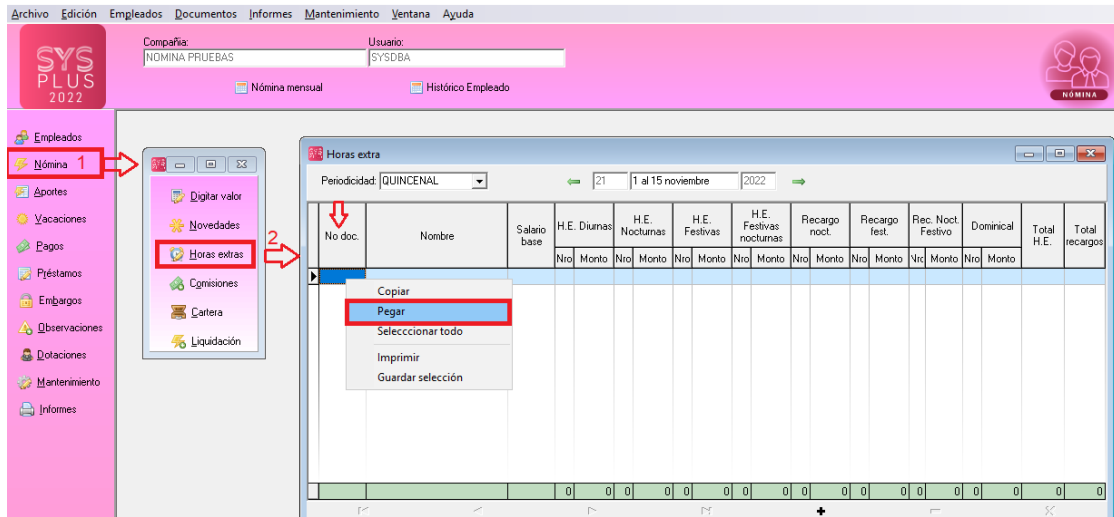 Archivo Edición Empleados Documentos Informes Mantenimiento Ventana Ayuda
SYS
PLUS
2022
Compañia:
NOMINA PRUEBAS
Usuario:
SYSDBA
Nómina mensual
Histórico Empleado
NÓMINA
Empleados
Nómina 1
Aportes
Vacaciones
Pagos
Préstamos
Embargos
Observaciones
Dotaciones
Mantenimiento
Informes
Digitar valor
Novedades
Horas extras
2
Comisiones
Cartera
Liquidación
Horas extra
Periodicidad: QUINCENAL 21 1 al 15 noviembre 2022
No doc.
Nombre
Salario
base
H.E. Diurnas
H.E.
Nocturnas
H.E.
Festivas
H.E.
Festivas
nocturnas
Recargo
noct.
Recargo
fest.
Rec. Noct.
Festivo
Dominical
Total
H.E.
Total
recargos
Nro Monto Nro Monto Nro Monto Nro Monto Nro Monto Nro Monto Nro Monto Nro Monto
Copiar
Pegar
Selecccionar todo
Imprimir
Guardar selección
0 0 0 0 0 0 0 0 0 0 0 0 0 0 0 0 0 0